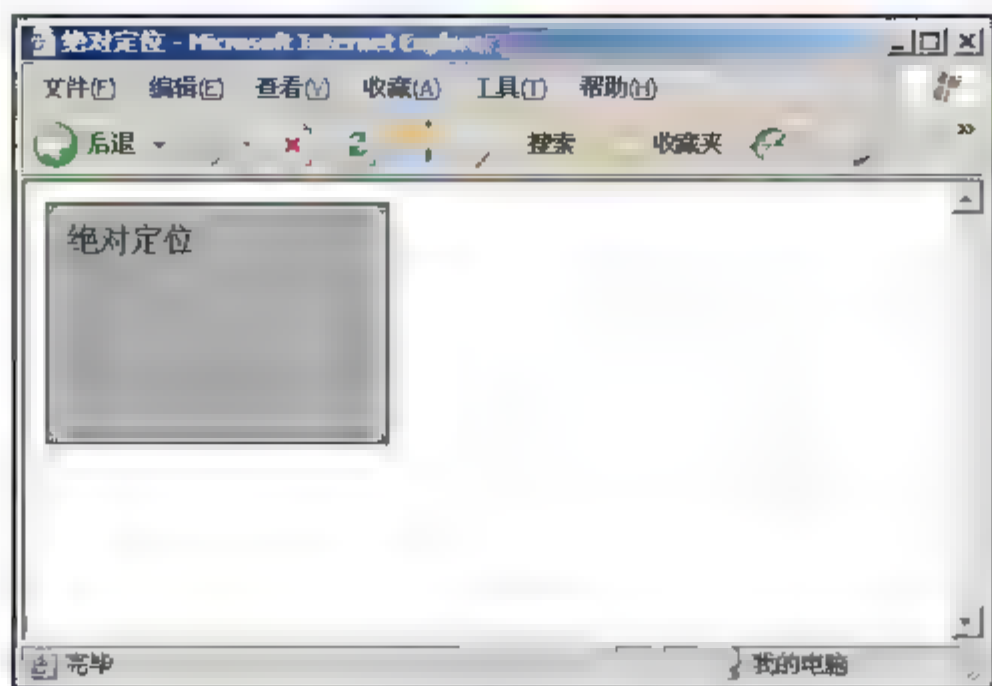 绝对定位 - Microsoft Internet Explorer
文件(F) 编辑(E) 查看(V) 收藏(A) 工具(T) 帮助(H)
后退 搜索 收藏夹 »
绝对定位
完毕 我的电脑